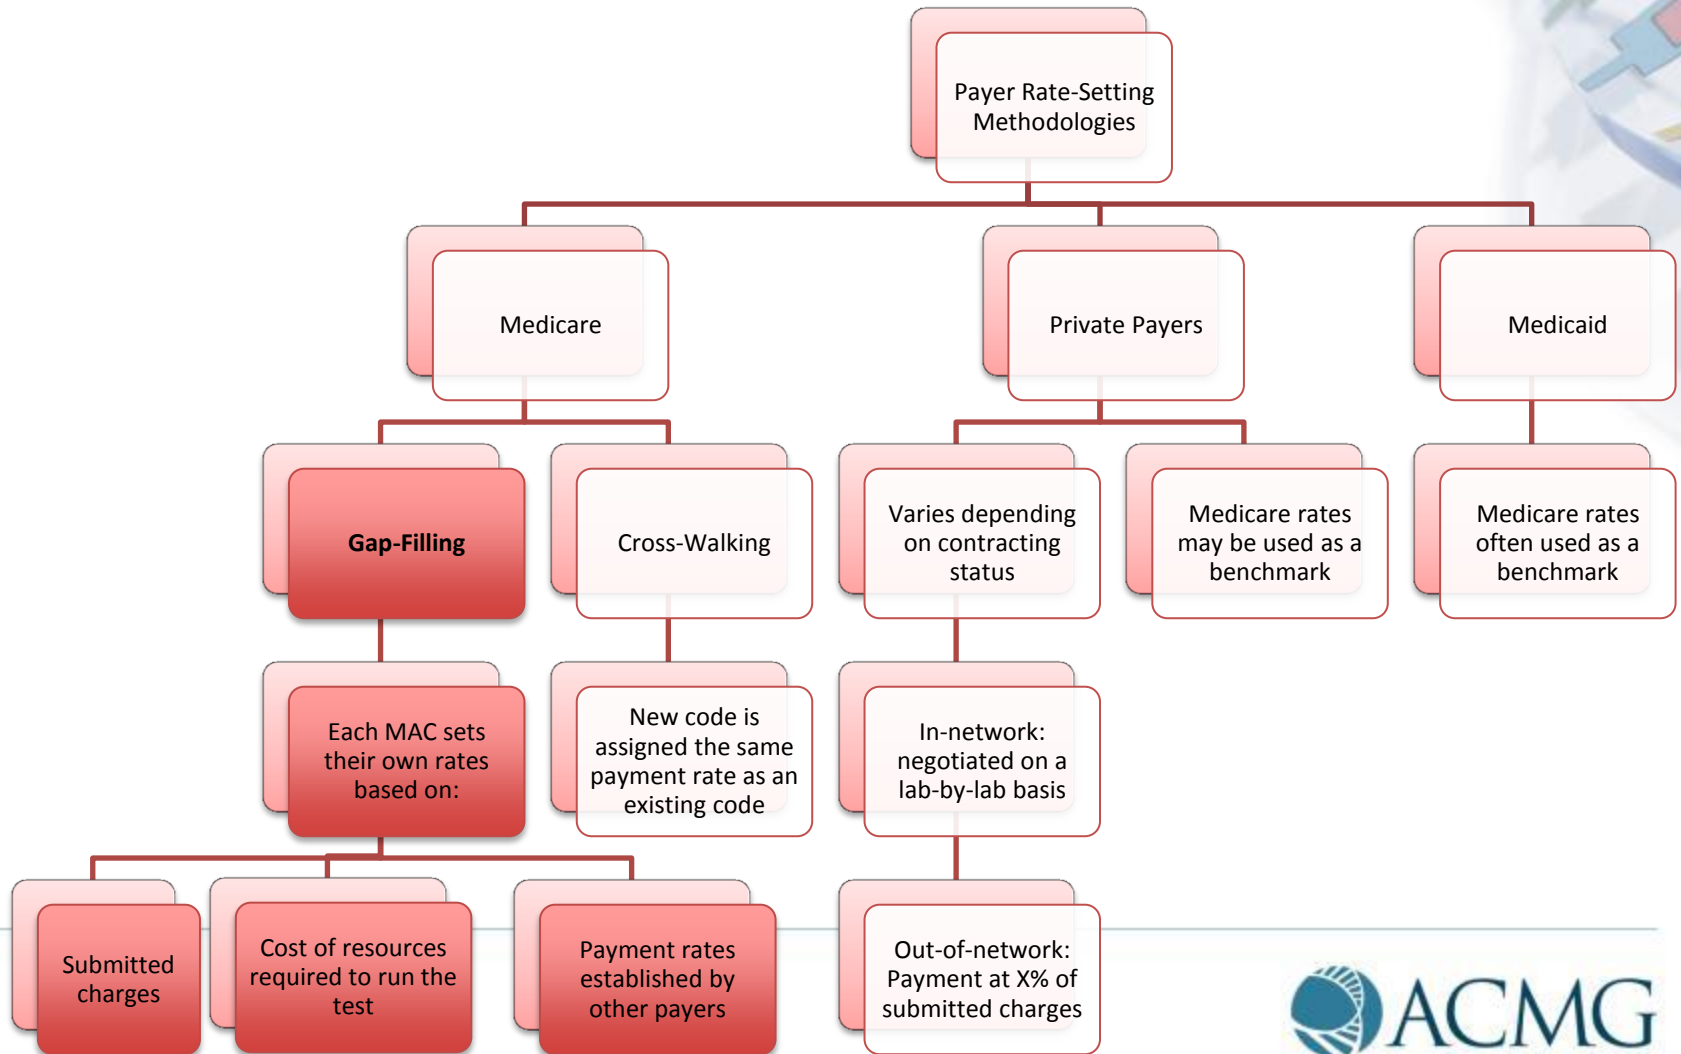 Payer Rate-Setting
Methodologies
Medicare
Private Payers
Medicaid
Gap-Filling
Cross-Walking
Varies depending
on contracting
status
Medicare rates
may be used as a
benchmark
Medicare rates
often used as a
benchmark
Each MAC sets
their own rates
based on:
New code is
assigned the same
payment rate as an
existing code
In-network:
negotiated on a
lab-by-lab basis
Submitted
charges
Cost of resources
required to run the
test
Payment rates
established by
other payers
Out-of-network:
Payment at X% of
submitted charges
ACMG